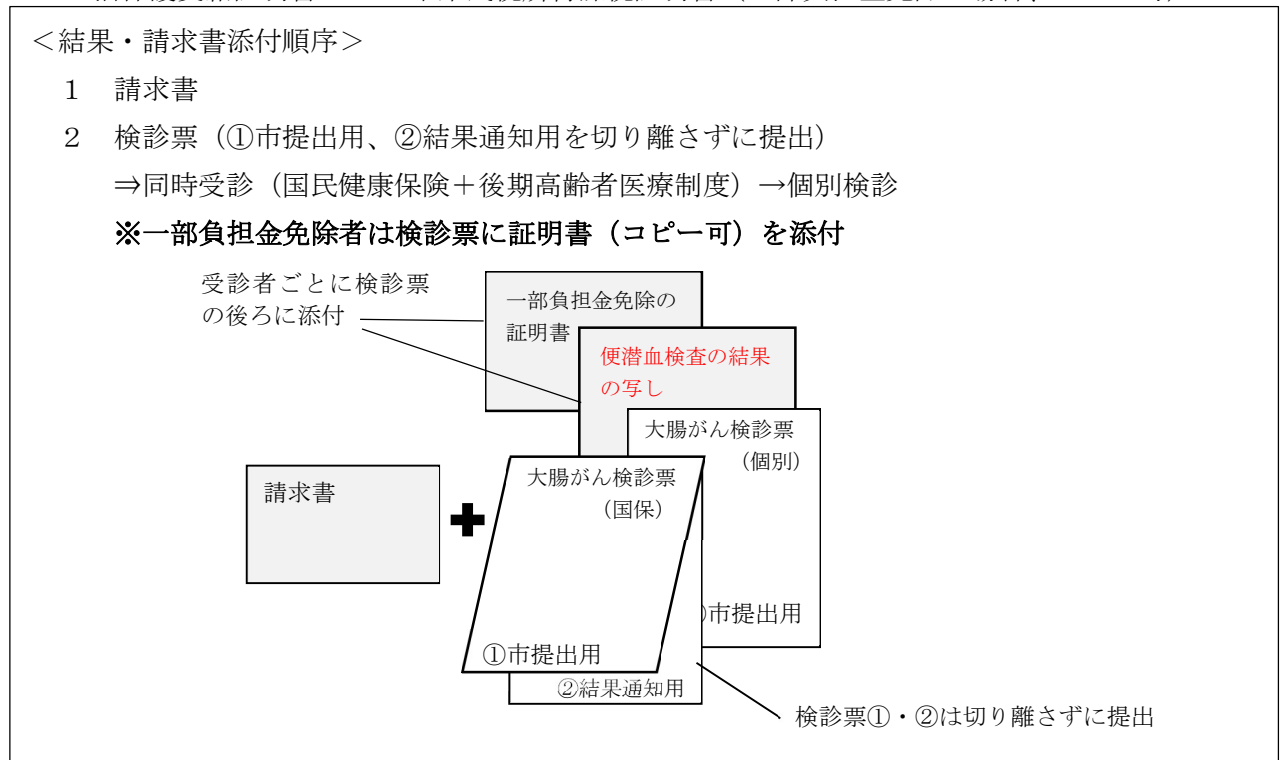 ＜結果・請求書添付順序＞
１　請求書
２　検診票（①市提出用、②結果通知用を切り離さずに提出）
⇒同時受診（国民健康保険＋後期高齢者医療制度）→個別検診
※一部負担金免除者は検診票に証明書（コピー可）を添付
受診者ごとに検診票
の後ろに添付
一部負担金免除の
証明書
便潜血検査の結果
の写し
大腸がん検診票
（個別）
大腸がん検診票
（国保）
請求書
市提出用
①市提出用
②結果通知用
検診票①・②は切り離さずに提出